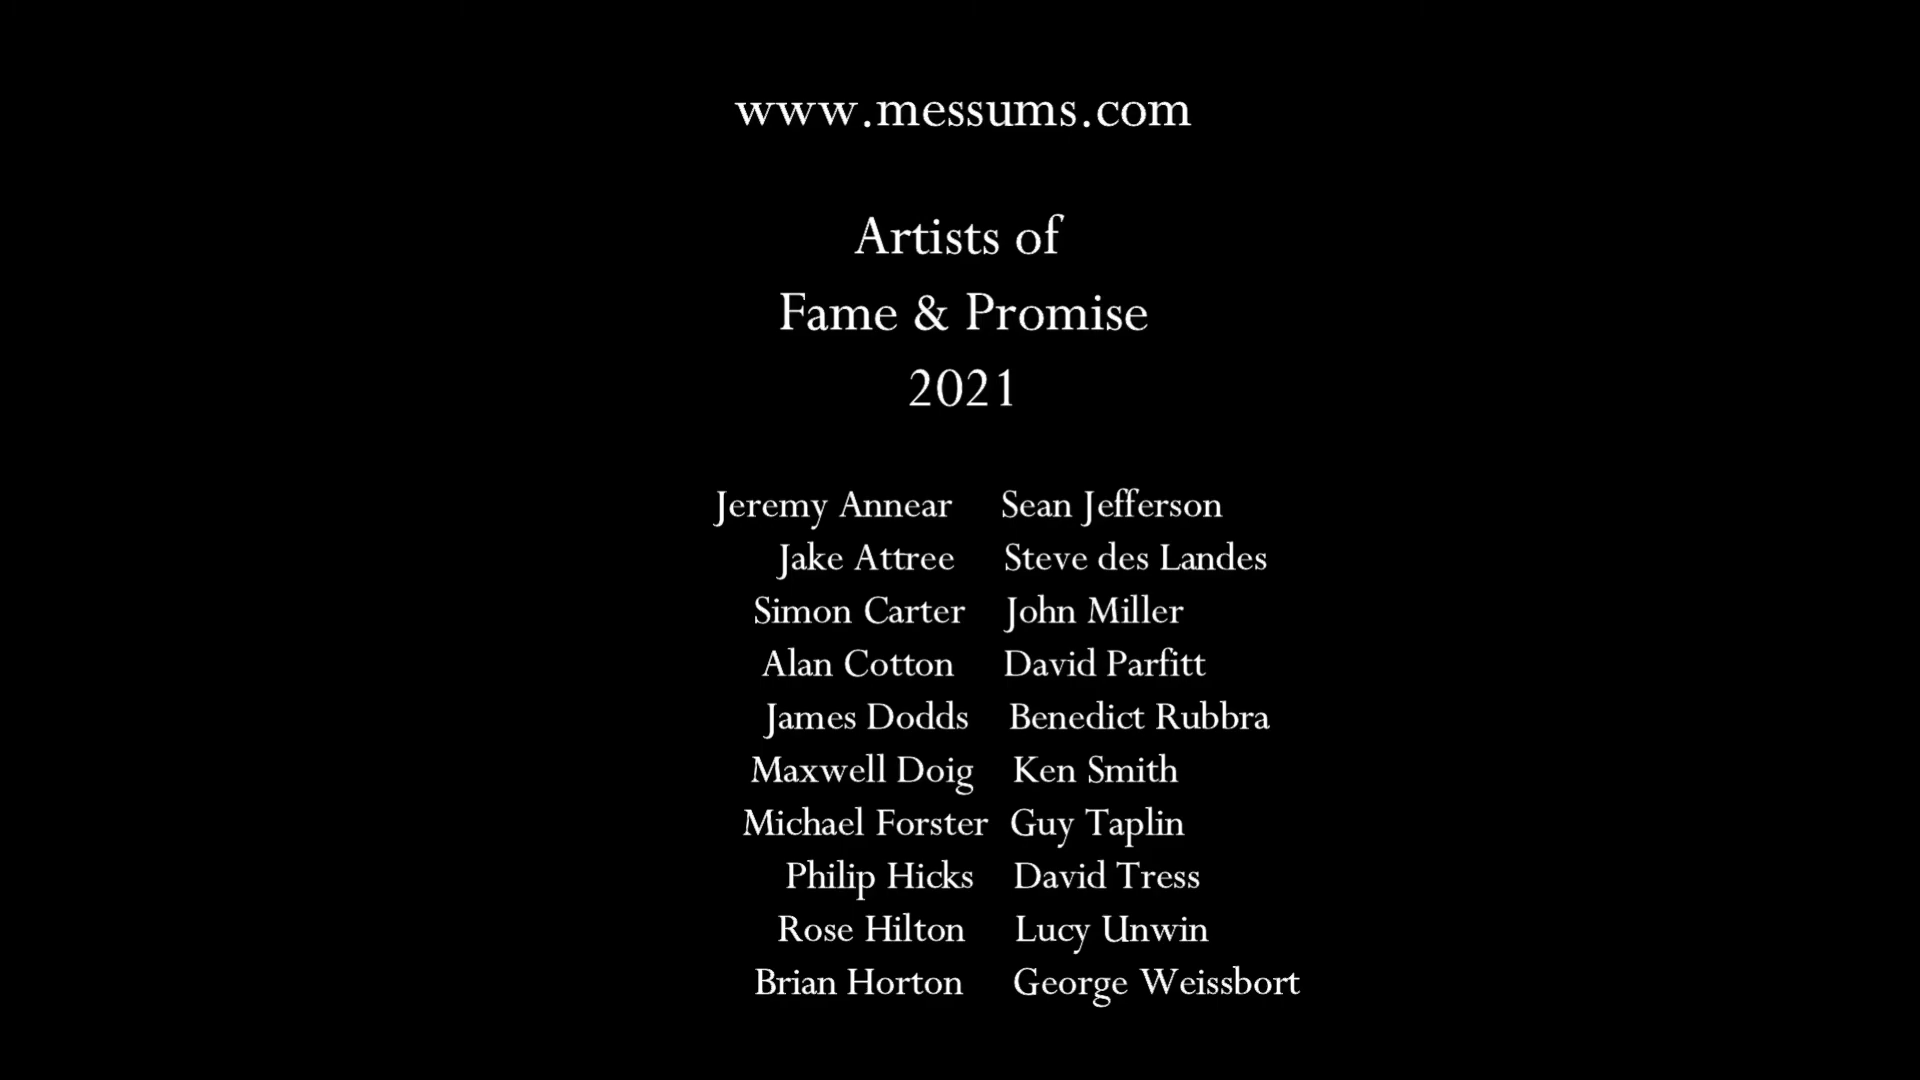 www.messums.com
Artists of
Fame & Promise
2021
Jeremy Annear Sean Jefferson
Jake Attree Steve des Landes
Simon Carter John Miller
Alan Cotton David Parfitt
James Dodds Benedict Rubbra
Maxwell Doig Ken Smith
Michael Forster Guy Taplin
Philip Hicks David Tress
Rose Hilton Lucy Unwin
Brian Horton George Weissbort